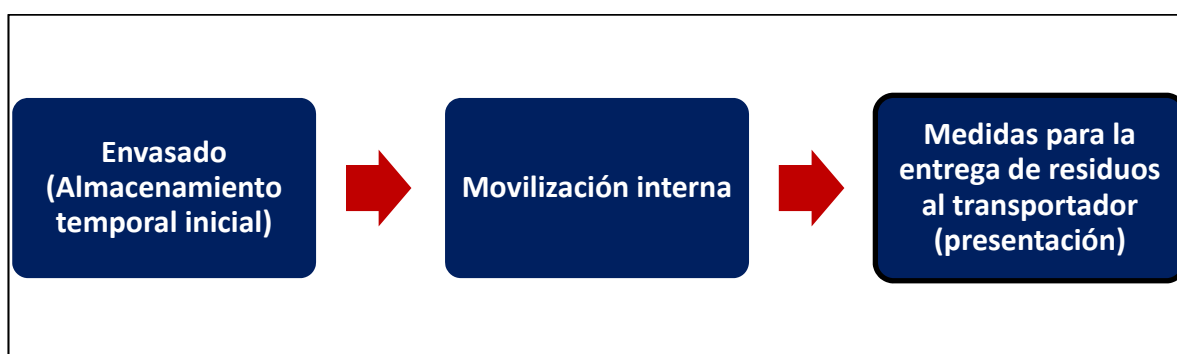 Envasado
(Almacenamiento
temporal inicial)
Movilización interna
Medidas para la
entrega de residuos
al transportador
(presentación)